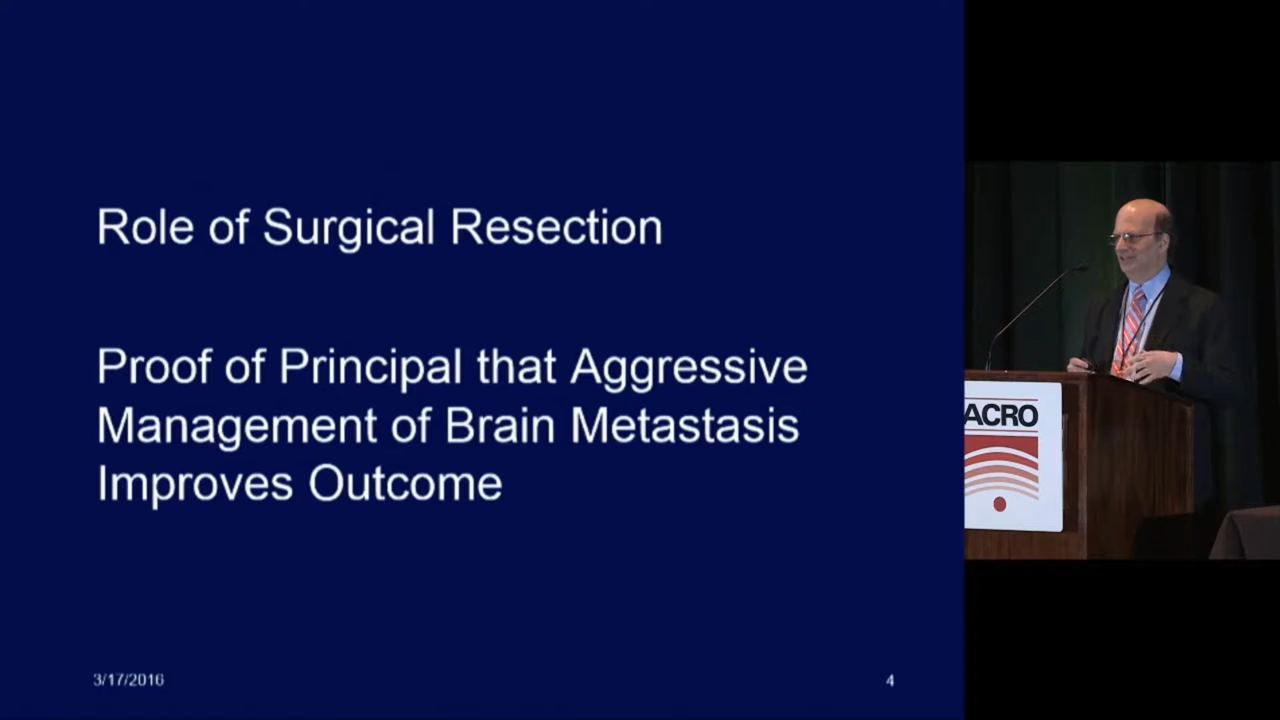 Role of Surgical Resection
Proof of Principal that Aggressive
Management of Brain Metastasis
Improves Outcome
3/17/2016
4
ACRO